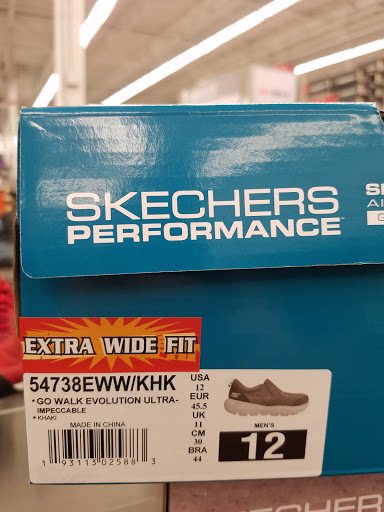 SKECHERS
PERFORMANCE™
EXTRA WIDE FIT
54738EWW/KHK
•GO WALK EVOLUTION ULTRA-
IMPECCABLE
•KHAKI
MADE IN CHINA
1 93113 02588 3
USA
12
EUR
45.5
UK
11
CM
30
BRA
44
MEN'S
12